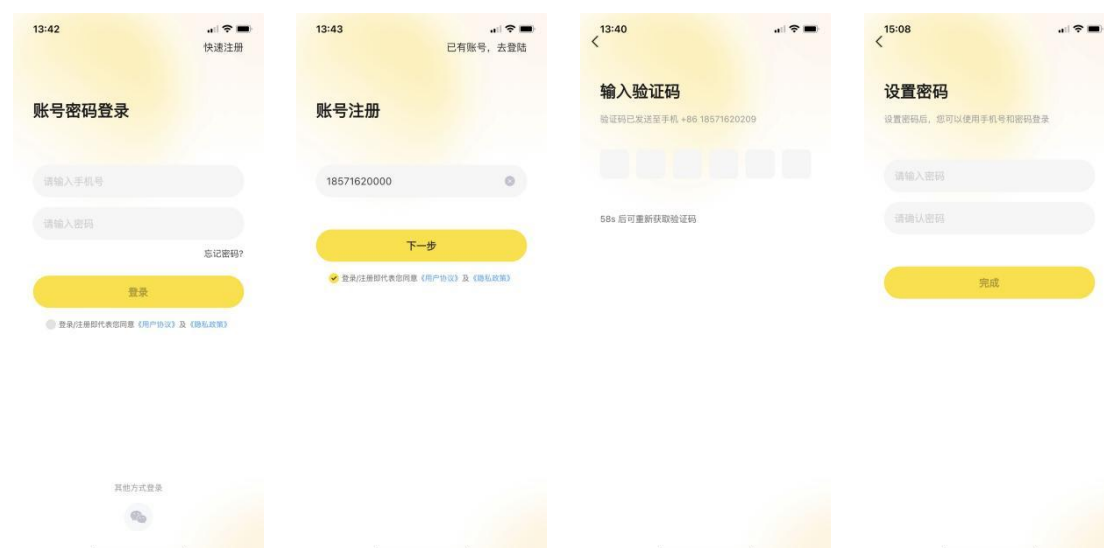 13:42
快速注册
账号密码登录
请输入手机号
请输入密码
忘记密码?
登录
登录/注册即代表您同意《用户协议》及《隐私政策》
其他方式登录
13:43
已有账号，去登陆
账号注册
18571620000
下一步
登录/注册即代表您同意《用户协议》及《隐私政策》
13:40
输入验证码
验证码已发送至手机 +86 18571620209
58s 后可重新获取验证码
15:08
设置密码
设置密码后，您可以使用手机号和密码登录
请输入密码
请确认密码
完成